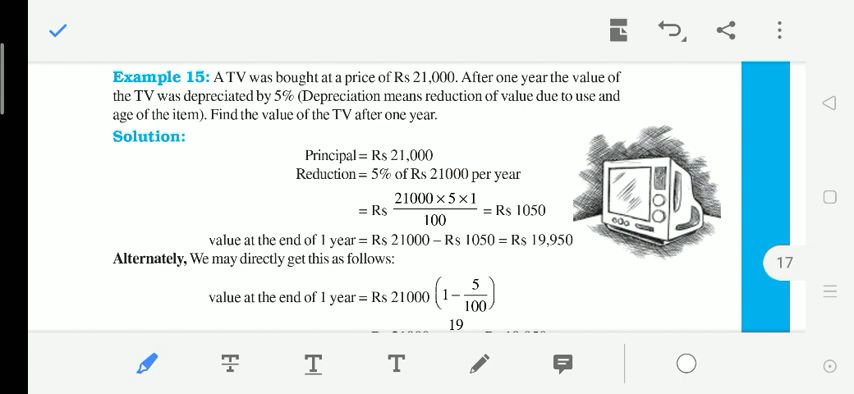 Example 15: A TV was bought at a price of Rs 21,000. After one year the value of
the TV was depreciated by 5% (Depreciation means reduction of value due to use and
age of the item). Find the value of the TV after one year.
Solution:
Principal = Rs 21,000
Reduction = 5% of Rs 21000 per year
= Rs 21000 × 5 × 1 / 100 = Rs 1050
value at the end of 1 year = Rs 21000 – Rs 1050 = Rs 19,950
Alternately, We may directly get this as follows:
value at the end of 1 year = Rs 21000 (1 – 5/100)
19
17
T
T
T